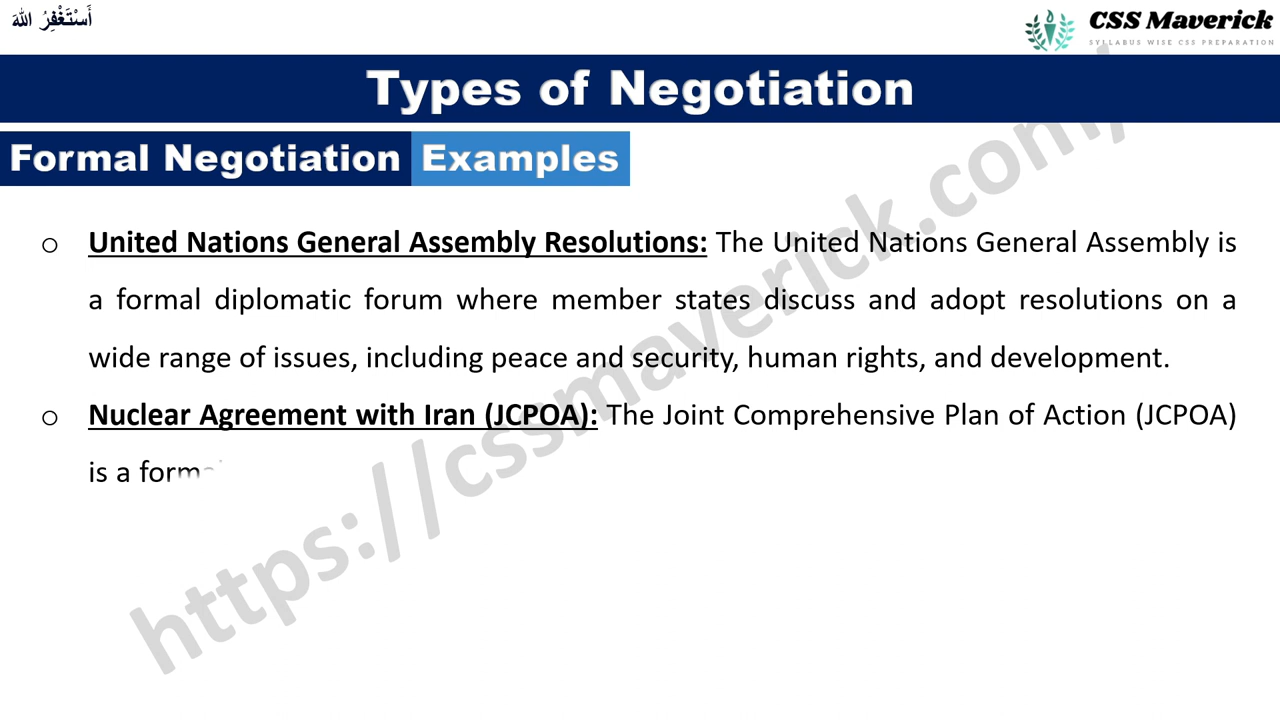 أَسْتَغْفِرُ اللهَ
CSS Maverick
SYLLABUS WISE CSS PREPARATION
Types of Negotiation
Formal Negotiation Examples
https://cssmaverick.com/
o United Nations General Assembly Resolutions: The United Nations General Assembly is
a formal diplomatic forum where member states discuss and adopt resolutions on a
wide range of issues, including peace and security, human rights, and development.
o Nuclear Agreement with Iran (JCPOA): The Joint Comprehensive Plan of Action (JCPOA)
is a